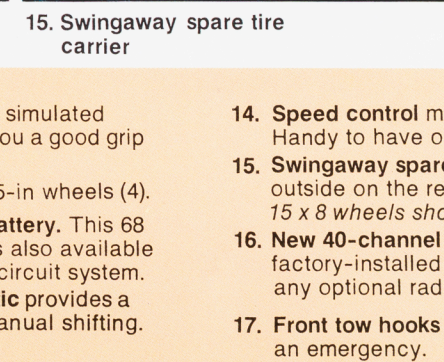 15. Swingaway spare tire
carrier
simulated
ou a good grip
5-in wheels (4).
attery. This 68
s also available
circuit system.
ic provides a
anual shifting.
14. Speed control m
Handy to have o
15. Swingaway spare
outside on the re
15 x 8 wheels sho
16. New 40-channel
factory-installed
any optional rad
17. Front tow hooks
an emergency.